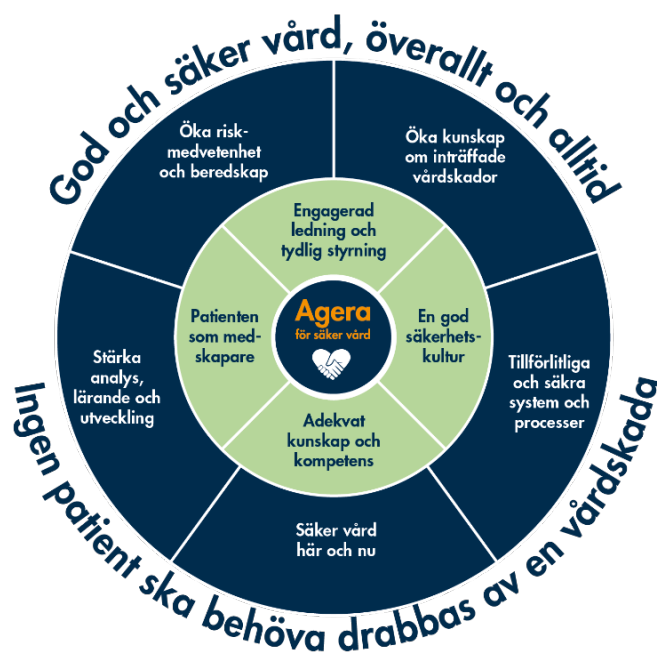 God och säker vård, överallt och alltid
Öka risk-
medvetenhet
och beredskap
Öka kunskap
om inträffade
vårdskador
Engagerad
ledning och
tydlig styrning
Patienten
som med-
skapare
Agera
för säker vård
En god
säkerhets-
kultur
Stärka
analys,
lärande och
utveckling
Tillförlitliga
och säkra
system och
processer
Adekvat
kunskap och
kompetens
Säker vård
här och nu
Ingen patient ska behöva drabbas av en vårdskada